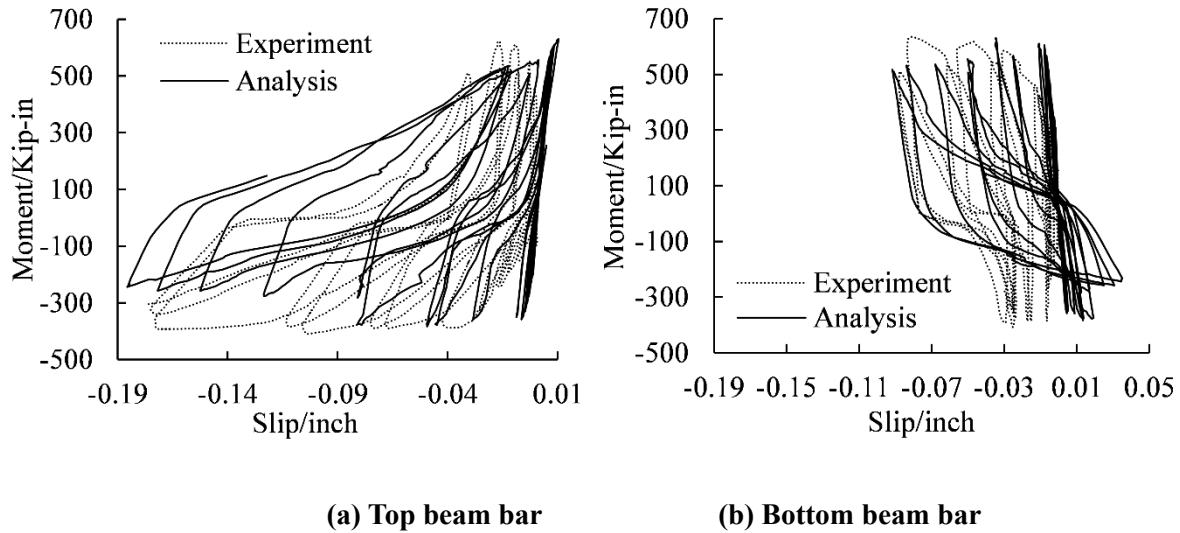 700
500
300
100
-100
-300
-500
Moment/Kip-in
Experiment
Analysis
-0.19
-0.14
-0.09
-0.04
0.01
Slip/inch
700
500
300
100
-100
-300
-500
Moment/Kip-in
Experiment
Analysis
-0.19
-0.15
-0.11
-0.07
-0.03
0.01
0.05
Slip/inch
(a) Top beam bar
(b) Bottom beam bar